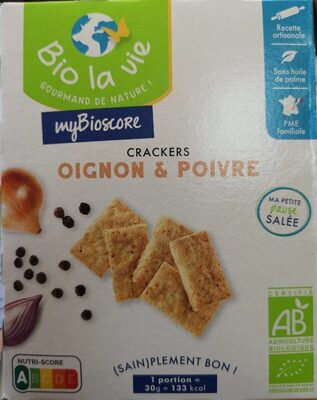 Bio la vie
GOURMAND DE NATURE !
myBioscore
Recette
artisanale
Sans huile
de palme
PME
familiale
CRACKERS
OIGNON & POIVRE
MA PETITE
pause
SALÉE
CERTIFIÉ
AB
AGRICULTURE
BIOLOGIQUE
(SAIN)PLEMENT BON !
NUTRI-SCORE
A B C D E
1 portion =
30g = 133 kcal